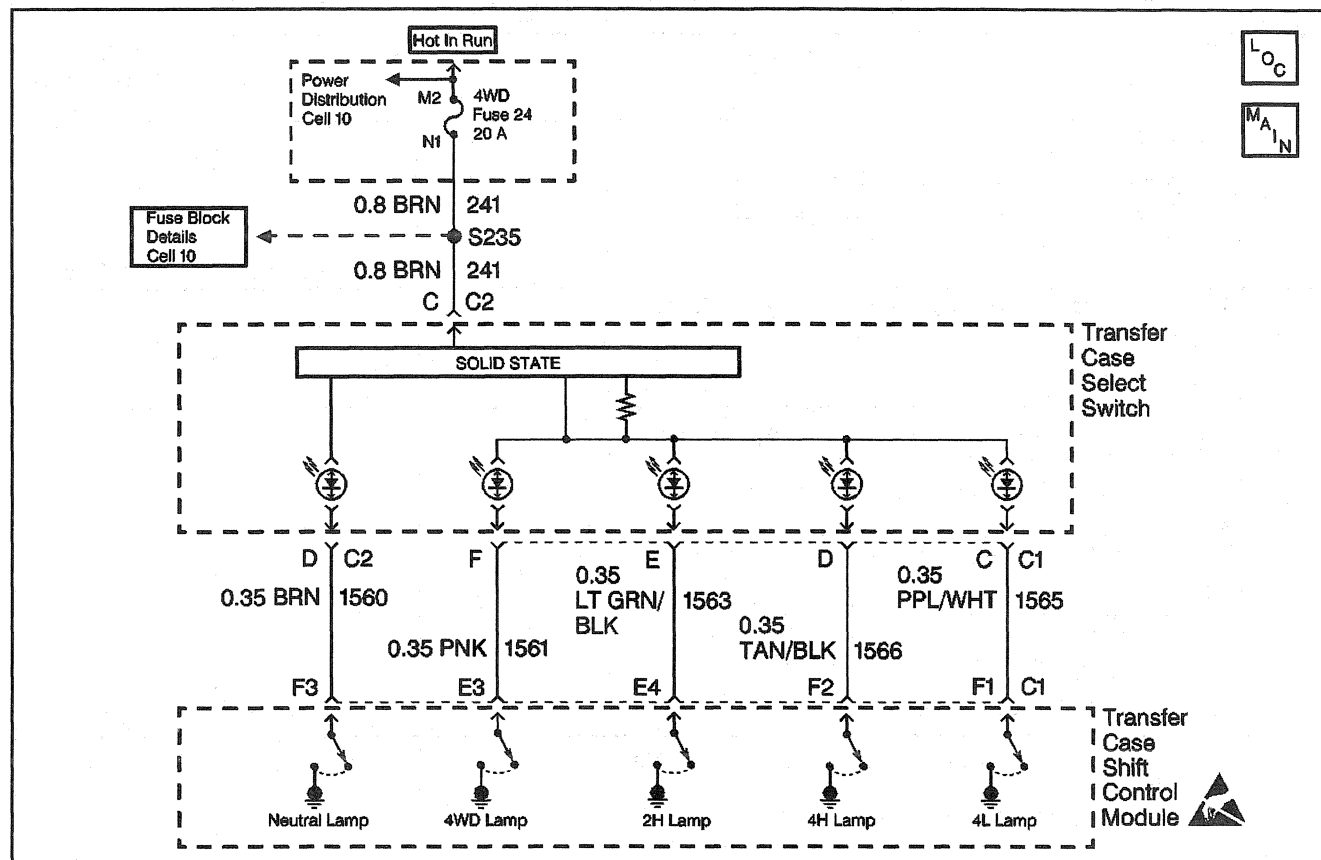 Hot In Run
LOC
MAIN
Power
Distribution
Cell 10
M2
4WD
Fuse 24
20 A
N1
0.8 BRN 241
Fuse Block
Details
Cell 10
S235
0.8 BRN 241
C C2
SOLID STATE
Transfer
Case
Select
Switch
D C2 F E D C C1
0.35 BRN 1560
0.35 PNK 1561
0.35
LT GRN/
BLK
1563
0.35
TAN/BLK 1566
0.35
PPL/WHT 1565
F3 E3 E4 F2 F1 C1
Transfer
Case
Shift
Control
Module
Neutral Lamp 4WD Lamp 2H Lamp 4H Lamp 4L Lamp